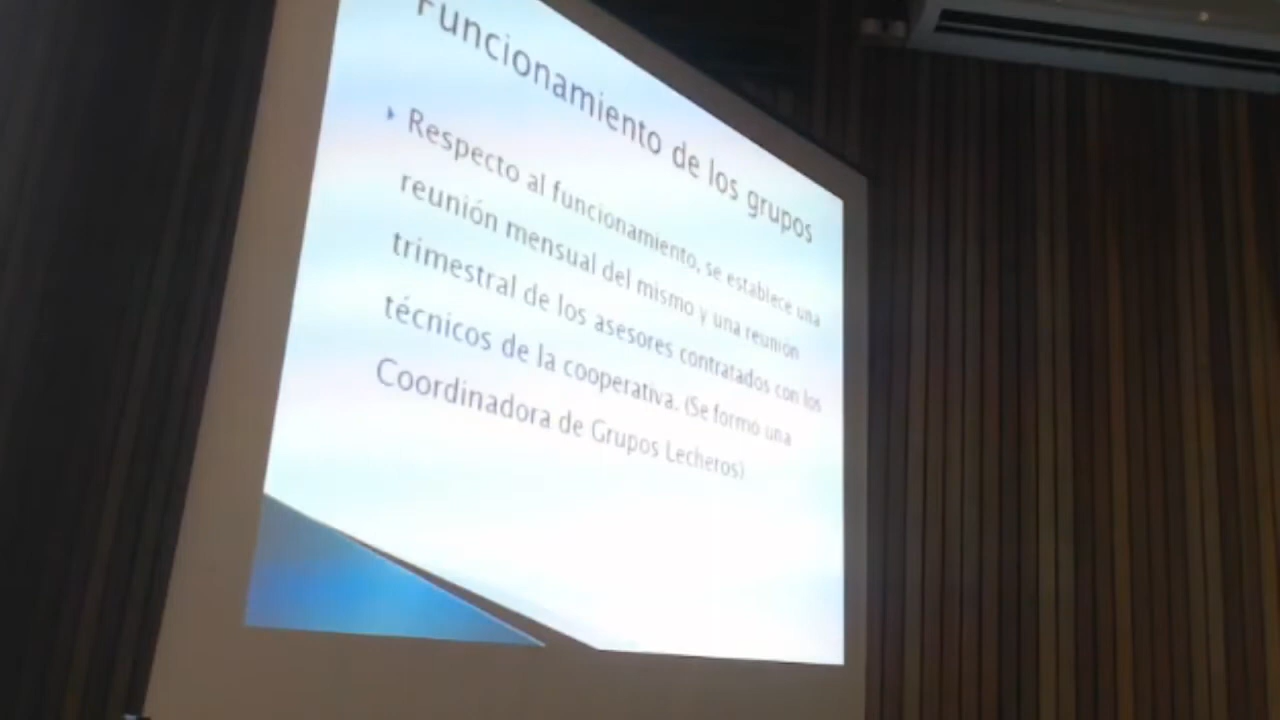 Funcionamiento de los grupos
Respecto al funcionamiento, se establece una
reunión mensual del mismo y una reunión
trimestral de los asesores contratados con los
técnicos de la cooperativa. (Se formó una
Coordinadora de Grupos Lecheros)